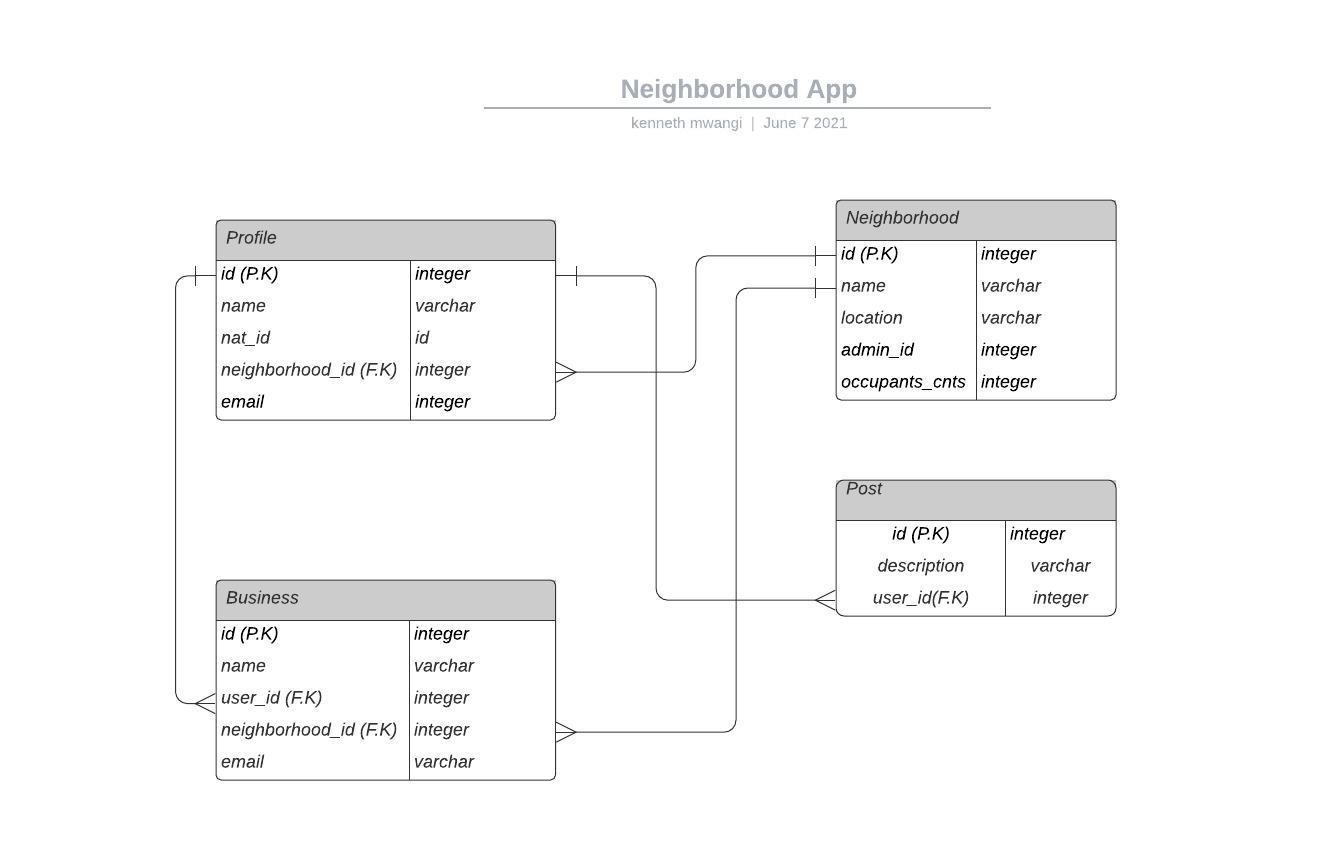 Neighborhood App
kenneth mwangi | June 7 2021
Profile
id (P.K) integer
name varchar
nat_id id
neighborhood_id (F.K) integer
email integer
Neighborhood
id (P.K) integer
name varchar
location varchar
admin_id integer
occupants_cnts integer
Post
id (P.K) integer
description varchar
user_id(F.K) integer
Business
id (P.K) integer
name varchar
user_id (F.K) integer
neighborhood_id (F.K) integer
email varchar